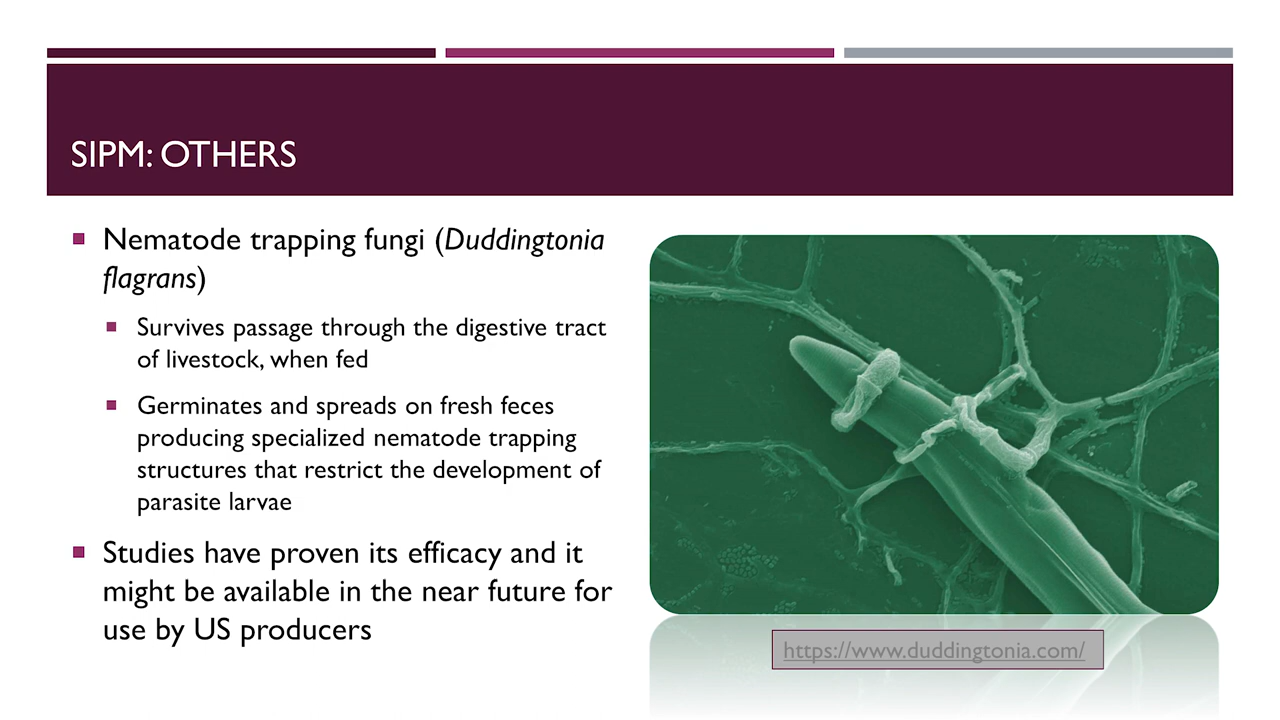 SIPM: OTHERS
Nematode trapping fungi (Duddingtonia
flagrans)
Survives passage through the digestive tract
of livestock, when fed
Germinates and spreads on fresh feces
producing specialized nematode trapping
structures that restrict the development of
parasite larvae
Studies have proven its efficacy and it
might be available in the near future for
use by US producers
https://www.duddingtonia.com/